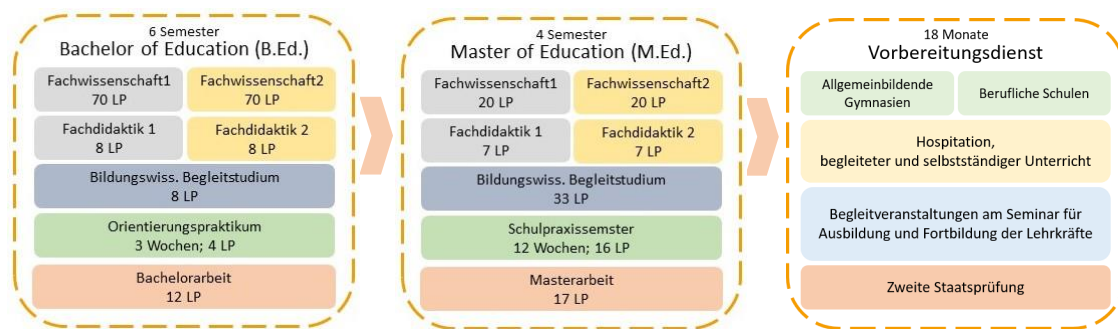 6 Semester
Bachelor of Education (B.Ed.)
Fachwissenschaft1
70 LP
Fachwissenschaft2
70 LP
Fachdidaktik 1
8 LP
Fachdidaktik 2
8 LP
Bildungswiss. Begleitstudium
8 LP
Orientierungspraktikum
3 Wochen; 4 LP
Bachelorarbeit
12 LP
4 Semester
Master of Education (M.Ed.)
Fachwissenschaft1
20 LP
Fachwissenschaft2
20 LP
Fachdidaktik 1
7 LP
Fachdidaktik 2
7 LP
Bildungswiss. Begleitstudium
33 LP
Schulpraxissemster
12 Wochen; 16 LP
Masterarbeit
17 LP
18 Monate
Vorbereitungsdienst
Allgemeinbildende
Gymnasien
Berufliche Schulen
Hospitation,
begleiteter und selbstständiger Unterricht
Begleitveranstaltungen am Seminar für
Ausbildung und Fortbildung der Lehrkräfte
Zweite Staatsprüfung